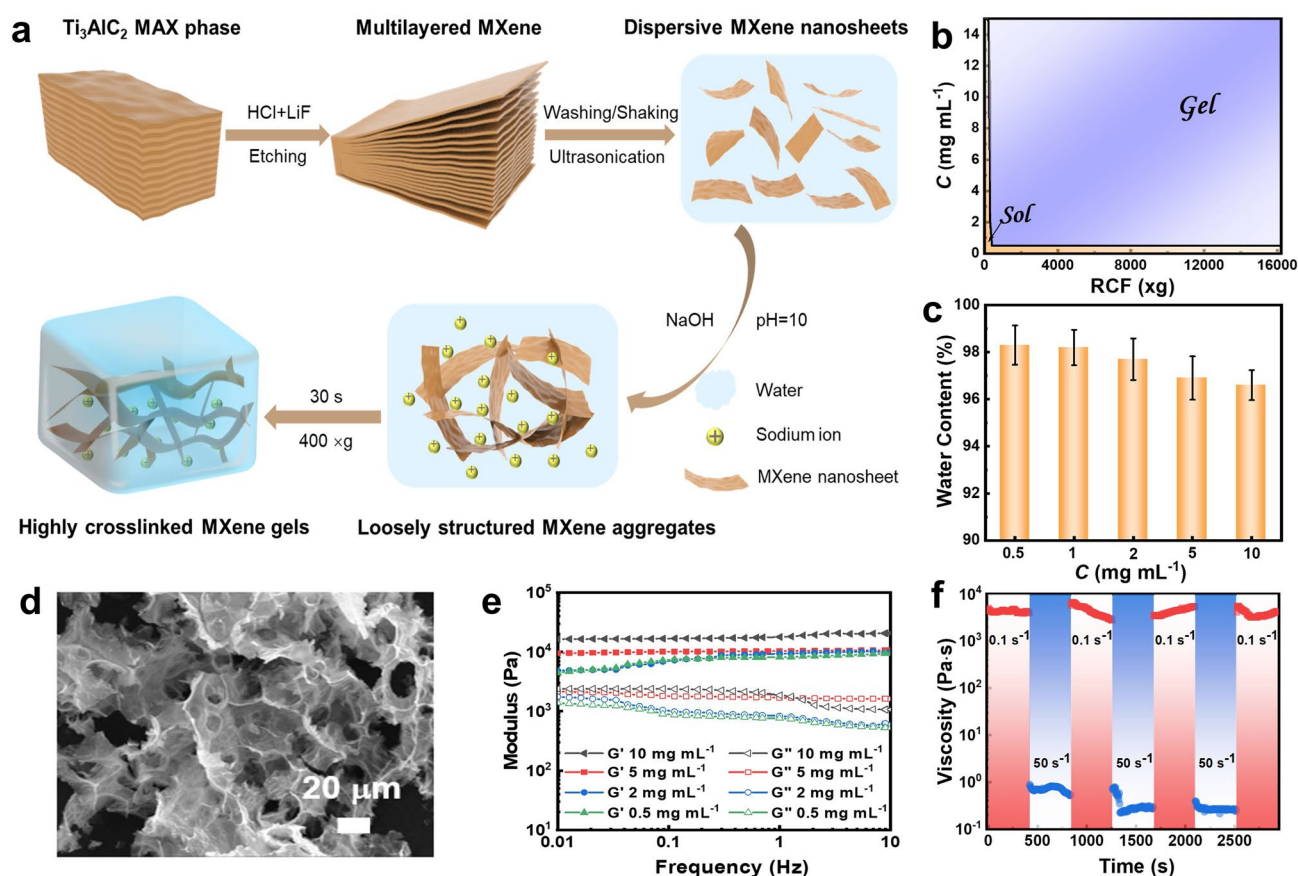 a
Ti₃AlC₂ MAX phase
Multilayered MXene
Dispersive MXene nanosheets
HCl+LiF
Etching
Washing/Shaking
Ultrasonication
NaOH
pH=10
30 s
400 ×g
Water
Sodium ion
MXene nanosheet
Highly crosslinked MXene gels
Loosely structured MXene aggregates
b
C (mg mL⁻¹)
14
12
10
8
6
4
2
0
Gel
Sol
4000
8000
12000
16000
RCF (xg)
c
Water Content (%)
100
98
96
94
92
90
0.5
1
2
5
10
C (mg mL⁻¹)
d
20 μm
e
Modulus (Pa)
10⁵
10⁴
10³
10²
10¹
G' 10 mg mL⁻¹
G'' 10 mg mL⁻¹
G' 5 mg mL⁻¹
G'' 5 mg mL⁻¹
G' 2 mg mL⁻¹
G'' 2 mg mL⁻¹
G' 0.5 mg mL⁻¹
G'' 0.5 mg mL⁻¹
0.01
0.1
1
10
Frequency (Hz)
f
Viscosity (Pa·s)
10⁴
10³
10²
10¹
10⁰
10⁻¹
0.1 s⁻¹
0.1 s⁻¹
0.1 s⁻¹
0.1 s⁻¹
50 s⁻¹
50 s⁻¹
50 s⁻¹
0
500
1000
1500
2000
2500
Time (s)